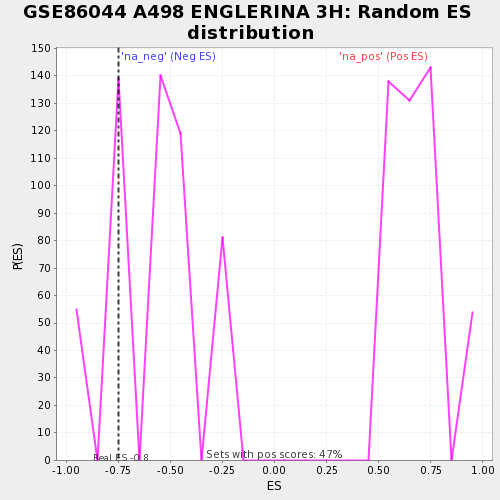 GSE86044 A498 ENGLERINA 3H: Random ES
distribution
'na_neg' (Neg ES)
'na_pos' (Pos ES)
150
140
130
120
110
100
90
80
70
60
50
40
30
20
10
0
P(ES)
Real ES -0.8
Sets with pos scores: 47%
-1.00 -0.75 -0.50 -0.25 0.00 0.25 0.50 0.75 1.00
ES